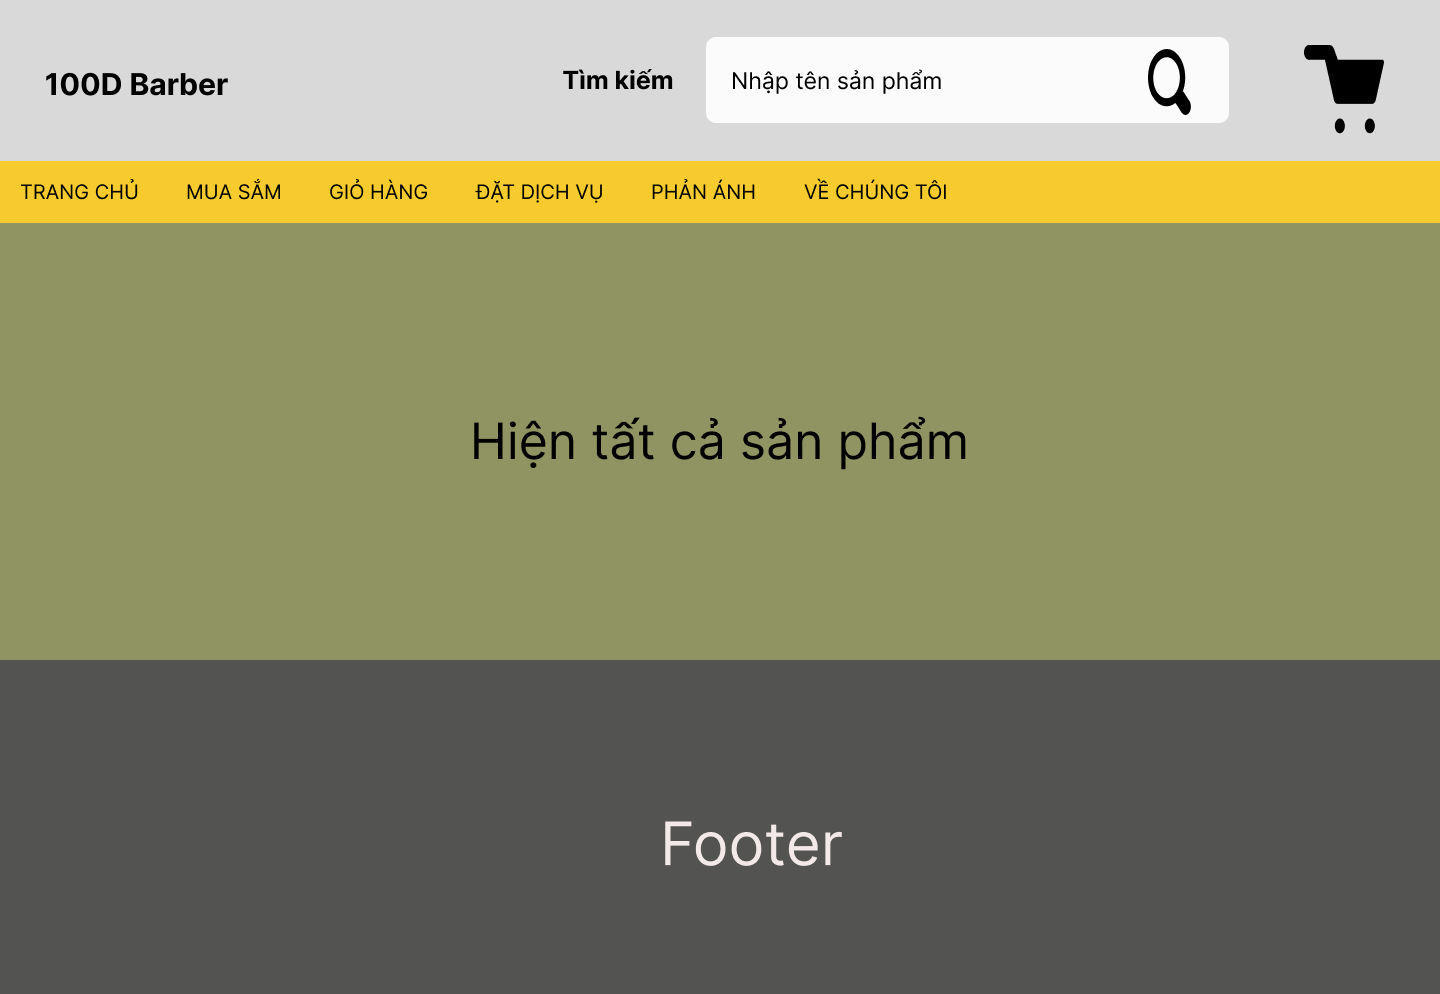 100D Barber
Tìm kiếm
Nhập tên sản phẩm
TRANG CHỦ MUA SẮM GIỎ HÀNG ĐẶT DỊCH VỤ PHẢN ÁNH VỀ CHÚNG TÔI
Hiện tất cả sản phẩm
Footer